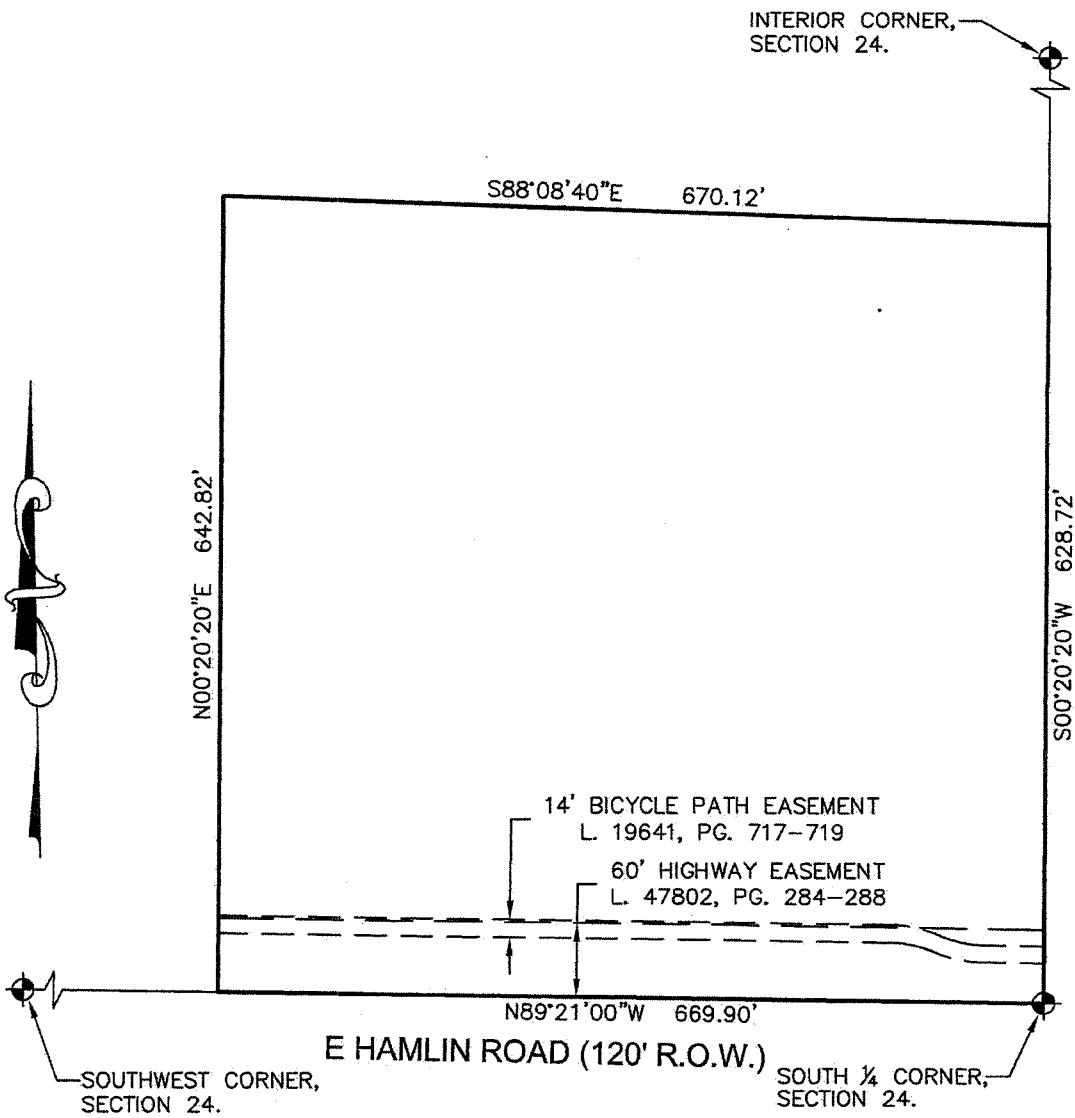 INTERIOR CORNER,
SECTION 24.
S88°08'40"E 670.12'
N00°20'20"E 642.82'
S00°20'20"W 628.72'
14' BICYCLE PATH EASEMENT
L. 19641, PG. 717-719
60' HIGHWAY EASEMENT
L. 47802, PG. 284-288
N89°21'00"W 669.90'
E HAMLIN ROAD (120' R.O.W.)
SOUTHWEST CORNER,
SECTION 24.
SOUTH ¼ CORNER,
SECTION 24.